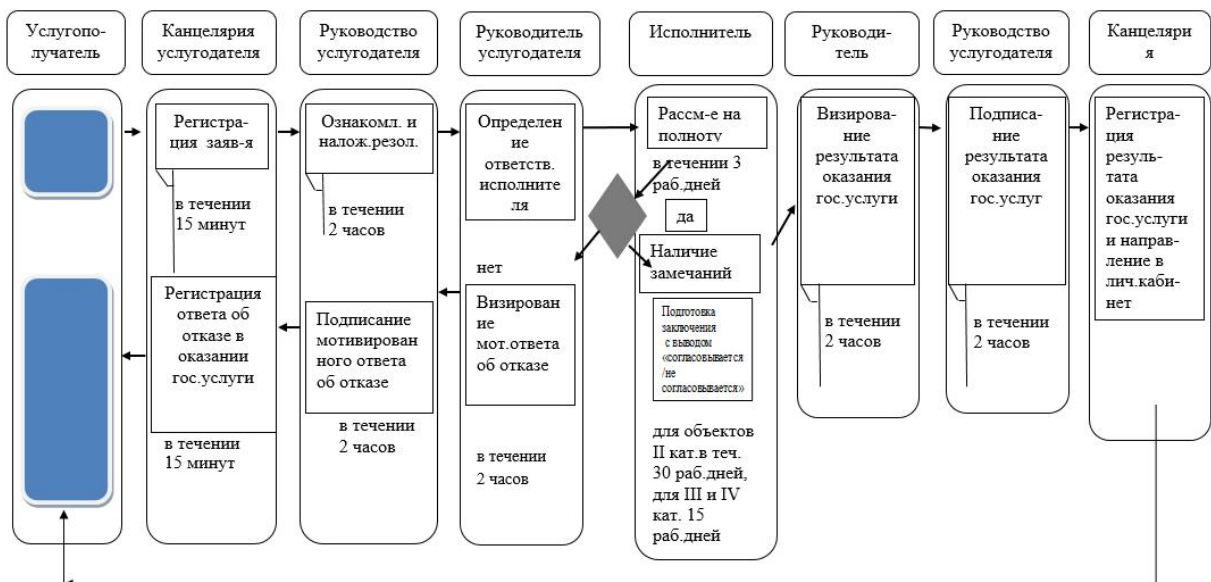 Услугопо-
лучатель
Канцелярия
услугодателя
Руководство
услугодателя
Руководитель
услугодателя
Исполнитель
Руководи-
тель
Руководство
услугодателя
Канцеляри
я
Регистра-
ция заяв-я
в течении
15 минут
Регистрация
ответа об
отказе в
оказании
гос.услуги
в течении
15 минут
Ознакомл. и
налож.резол.
в течении
2 часов
Подписание
мотивирован
ного ответа
об отказе
в течении
2 часов
Определен
ие
ответств.
исполните
ля
нет
Визирован
ие
мот.ответа
об отказе
в течении
2 часов
Рассм-е на
полноту
в течении 3
раб.дней
да
Наличие
замечаний
Подготовка
заключения
с выводом
«согласовывается
/не
согласовывается»
для объектов
II кат.в теч.
30 раб.дней,
для III и IV
кат. 15
раб.дней
Визирова-
ние
результата
оказания
гос.услуги
в течении
2 часов
Подписа-
ние
результата
оказания
гос.услуг
в течении
2 часов
Регистра-
ция
резуль-
тата
оказания
гос.услуги
и направ-
ление в
лич.каби-
нет